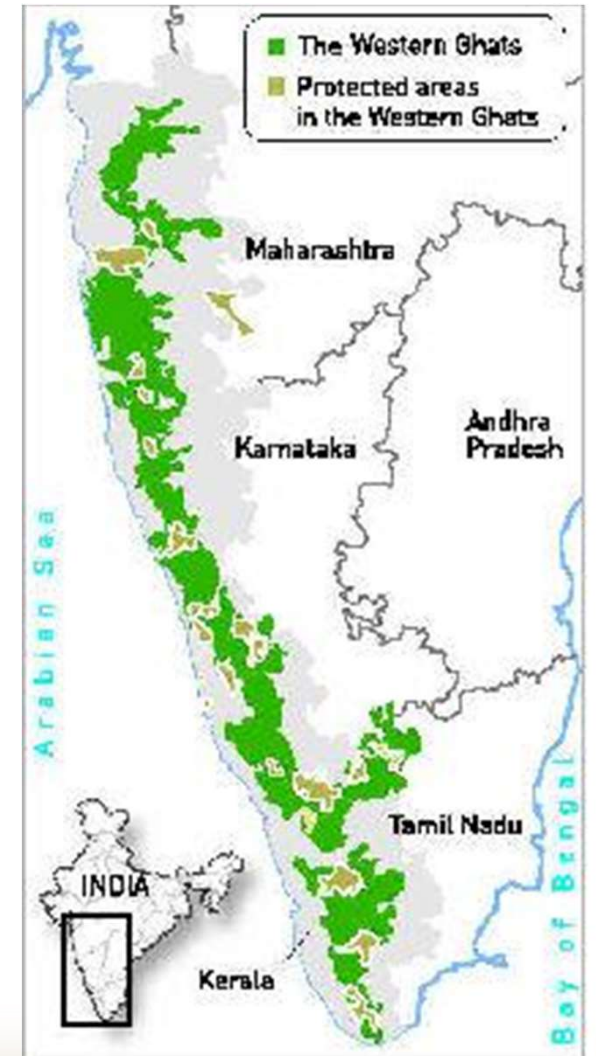 The Western Ghats
Protected areas
in the Western Ghats
Maharashtra
Karnataka
Andhra
Pradesh
Arabian Sea
Tamil Nadu
INDIA
Kerala
Bay of Bengal